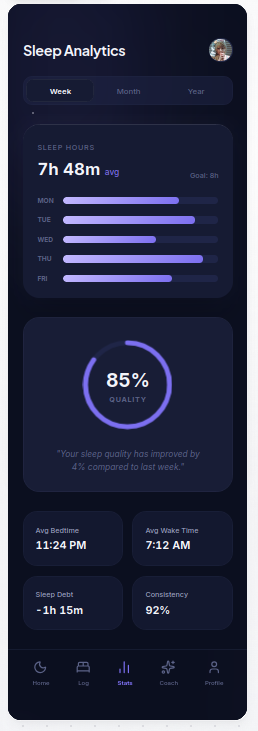 Sleep Analytics
Week Month Year
SLEEP HOURS
7h 48m avg
Goal: 8h
MON
TUE
WED
THU
FRI
85%
QUALITY
"Your sleep quality has improved by
4% compared to last week."
Avg Bedtime
11:24 PM
Avg Wake Time
7:12 AM
Sleep Debt
-1h 15m
Consistency
92%
Home Log Stats Coach Profile